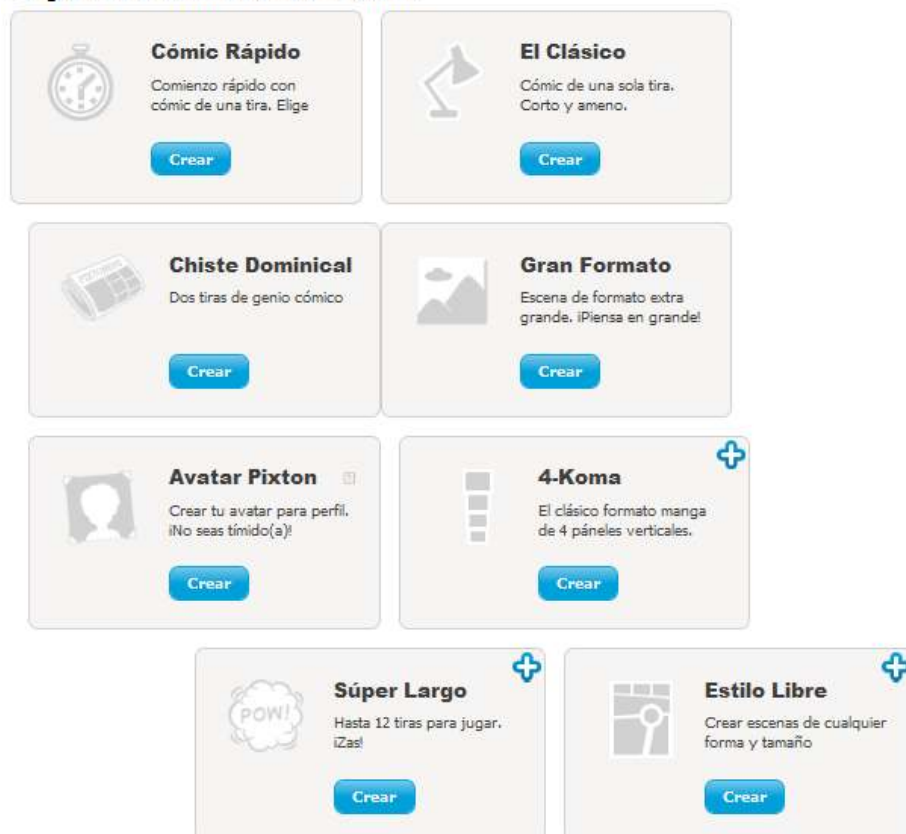 Cómic Rápido
Comienzo rápido con
cómic de una tira. Elige
Crear
El Clásico
Cómic de una sola tira.
Corto y ameno.
Crear
Chiste Dominical
Dos tiras de genio cómico
Crear
Gran Formato
Escena de formato extra
grande. ¡Piensa en grande!
Crear
Avatar Pixton
Crear tu avatar para perfil.
¡No seas tímido(a)!
Crear
4-Koma
El clásico formato manga
de 4 páneles verticales.
Crear
POW!
Súper Largo
Hasta 12 tiras para jugar.
¡Zas!
Crear
Estilo Libre
Crear escenas de cualquier
forma y tamaño
Crear